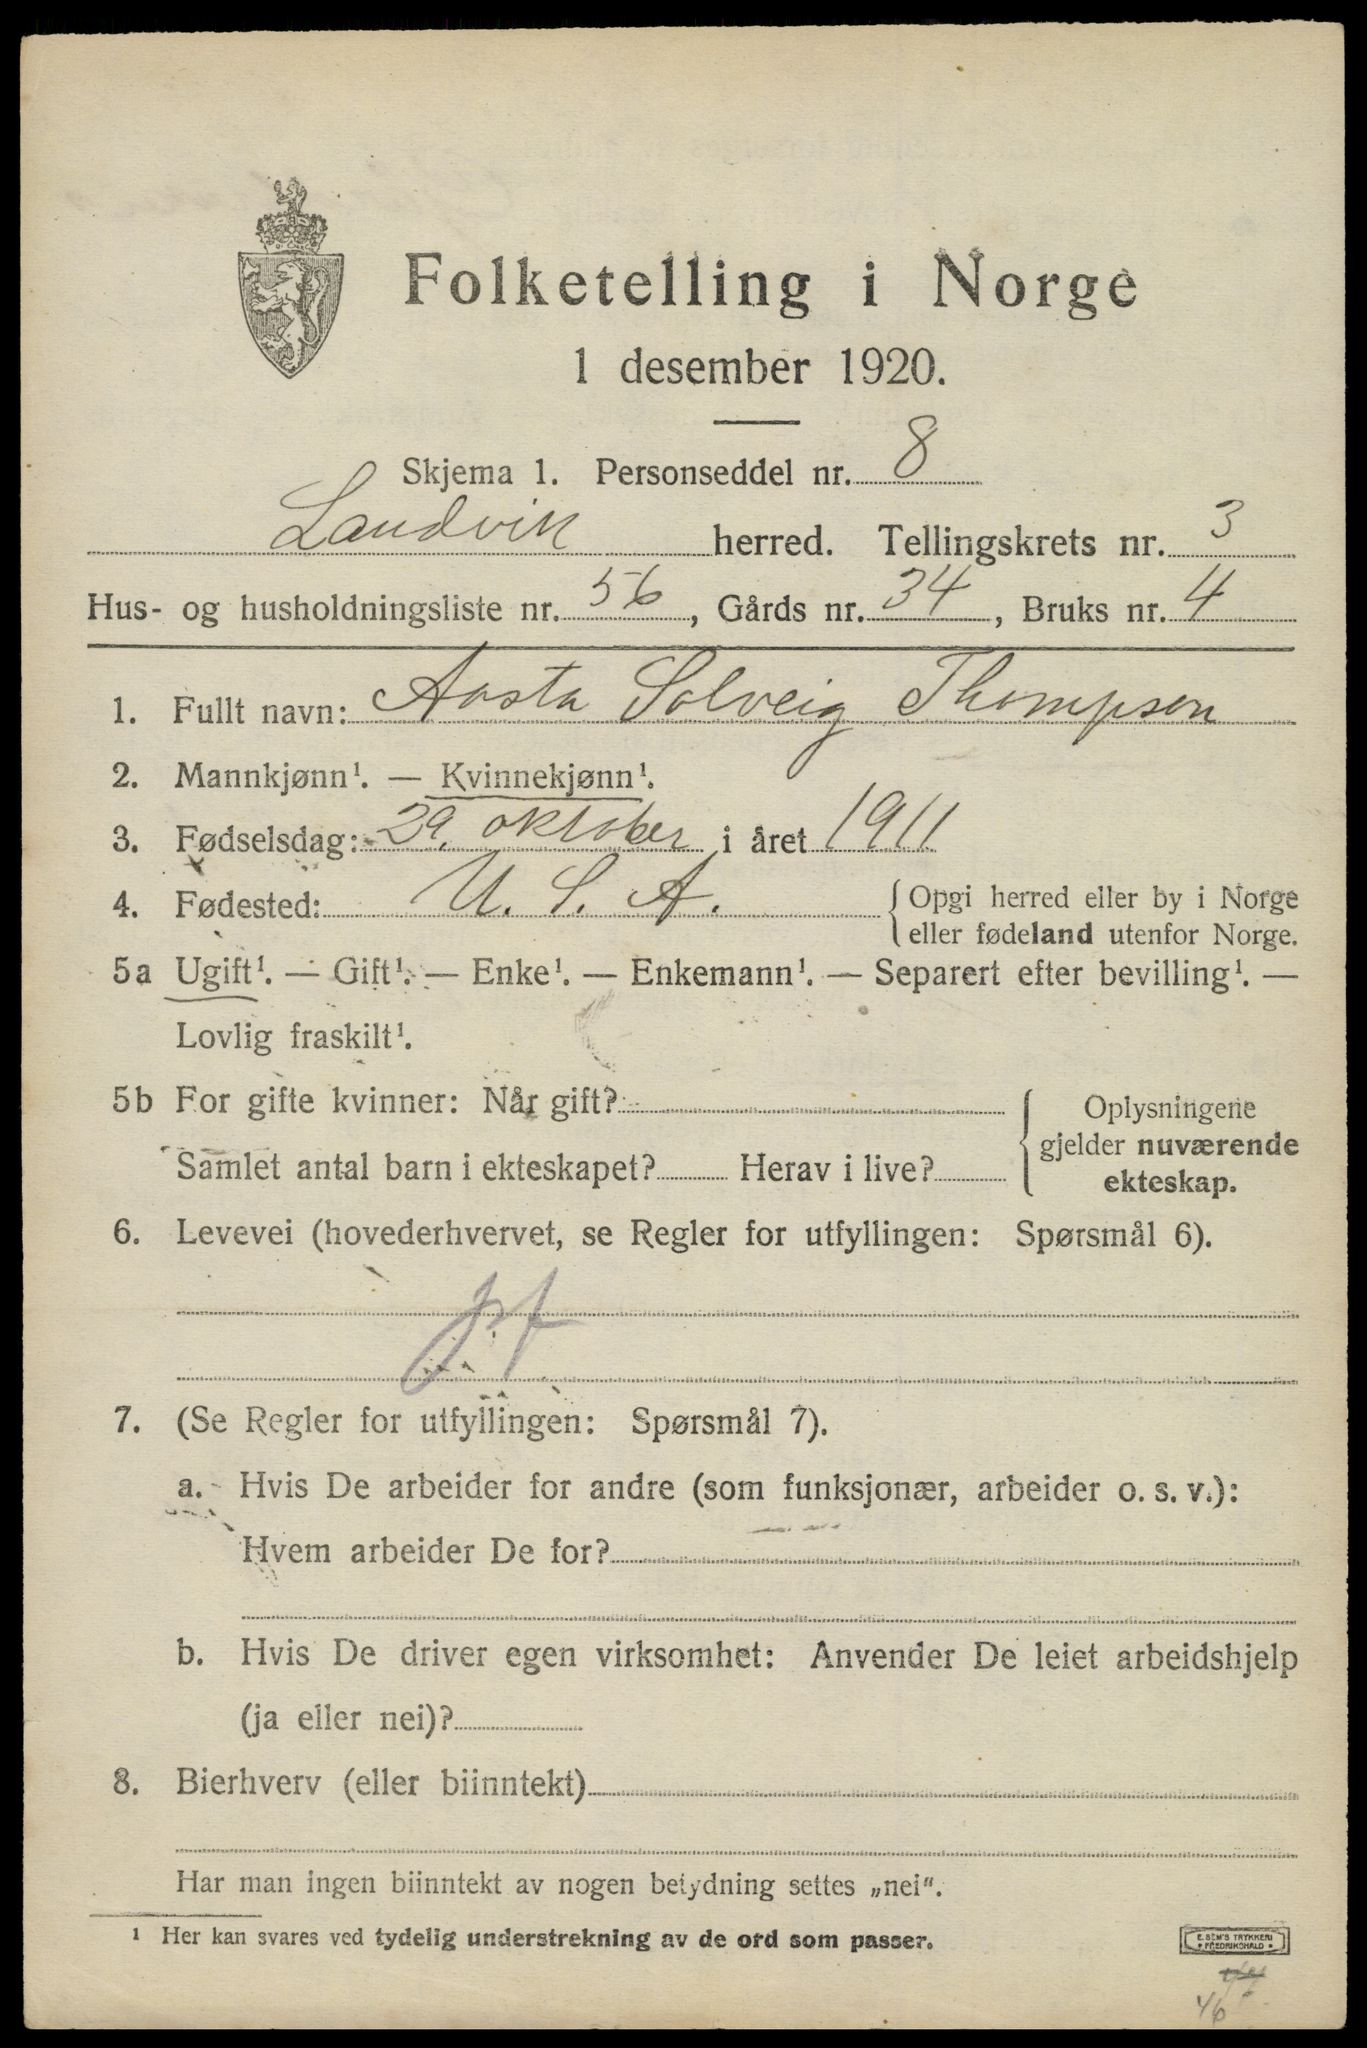 Folketelling i Norge
1 desember 1920.
Skjema 1. Personseddel nr. 8
Landvik herred. Tellingskrets nr. 3
Hus- og husholdningsliste nr. 56, Gårds nr. 34, Bruks nr. 4
1. Fullt navn: Aasta Solveig Thompson
2. Mannkjønn¹. — Kvinnekjønn¹.
3. Fødselsdag: 29. oktober i året 1911
4. Fødested: U. S. A. { Opgi herred eller by i Norge
eller fødeland utenfor Norge.
5a Ugift¹. — Gift¹. — Enke¹. — Enkemann¹. — Separert efter bevilling¹. —
Lovlig fraskilt¹.
5b For gifte kvinner: Når gift?
Samlet antal barn i ekteskapet? Herav i live?
{ Oplysningene
gjelder nuværende
ekteskap.
6. Levevei (hovederhvervet, se Regler for utfyllingen: Spørsmål 6).
7. (Se Regler for utfyllingen: Spørsmål 7).
a. Hvis De arbeider for andre (som funksjonær, arbeider o. s. v.):
Hvem arbeider De for?
b. Hvis De driver egen virksomhet: Anvender De leiet arbeidshjelp
(ja eller nei)?
8. Bierhverv (eller biinntekt)
Har man ingen biinntekt av nogen betydning settes „nei“.
¹ Her kan svares ved tydelig understrekning av de ord som passer.
E. SEM'S TRYKKERI
• FREDRIKSHALD •
46